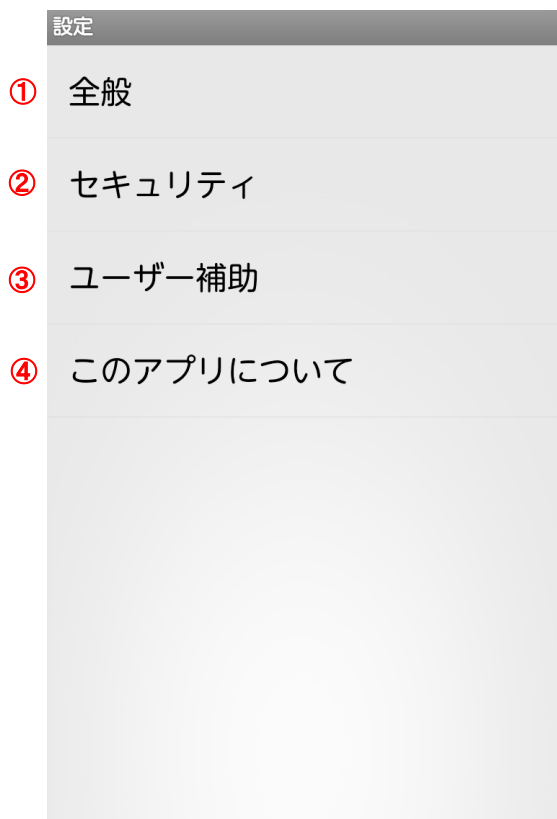 設定
① 全般
② セキュリティ
③ ユーザー補助
④ このアプリについて